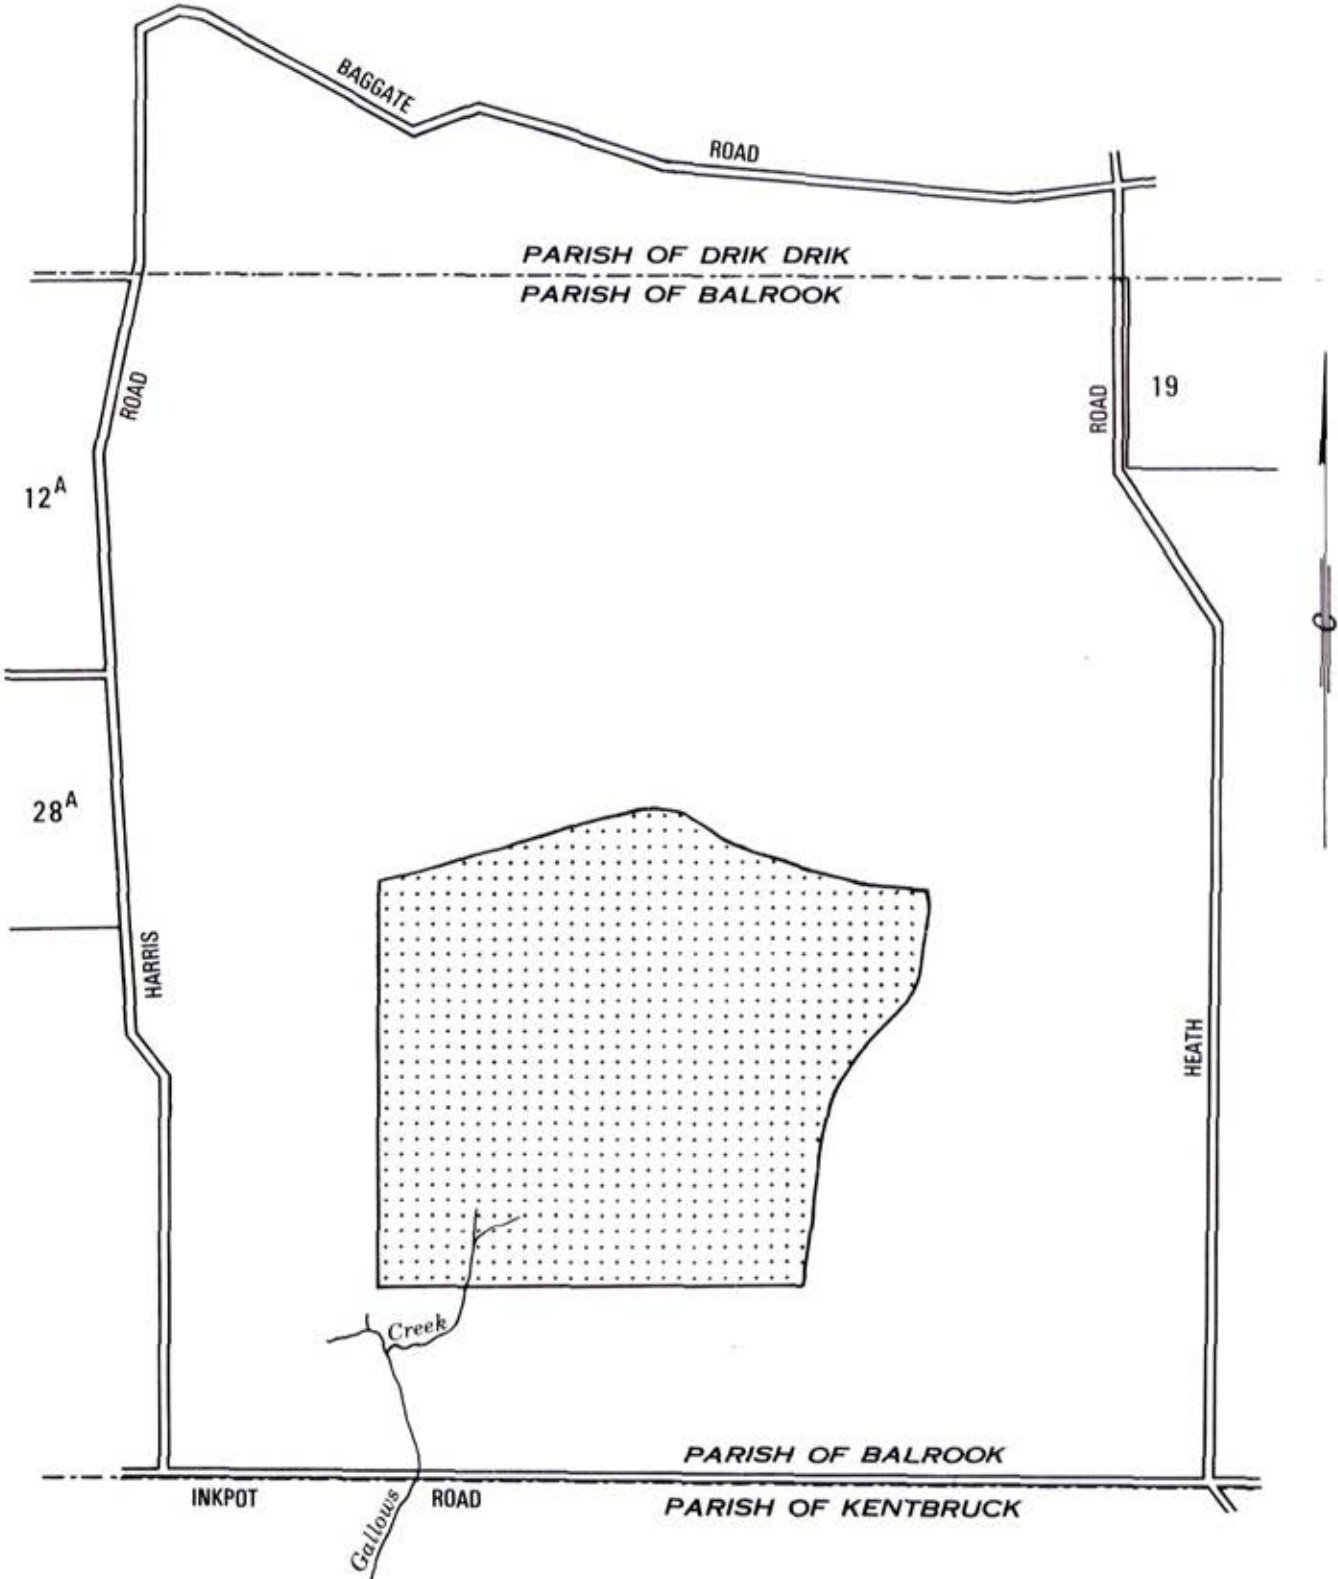 BAGGATE
ROAD
PARISH OF DRIK DRIK
PARISH OF BALROOK
ROAD
ROAD
19
12A
28A
HARRIS
HEATH
Creek
PARISH OF BALROOK
INKPOT
ROAD
PARISH OF KENTBRUCK
Gallows